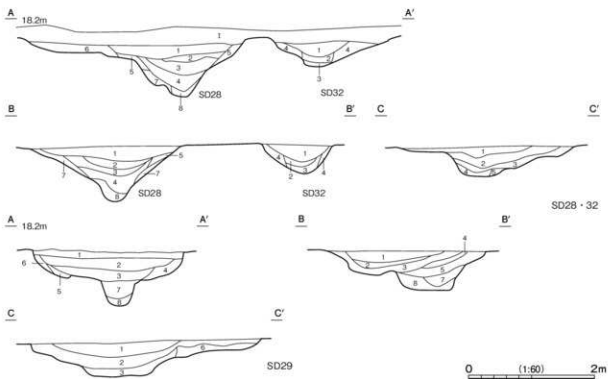 A A′
18.2m
I
6 1 5 4 1 4
2 2
3
5 7 4 3
8
SD28 SD32
B B′ C C′
1 5 4 1 1
2
3 2 3
7 4 7 2 3 4 4
8
SD28 SD32
SD28・32
A 18.2m A′ B B′
4
1 1
6 2 2
3 4 3 5
5 7 8 7
8
C C′
1 6
2
3
SD29
0 (1:60) 2m